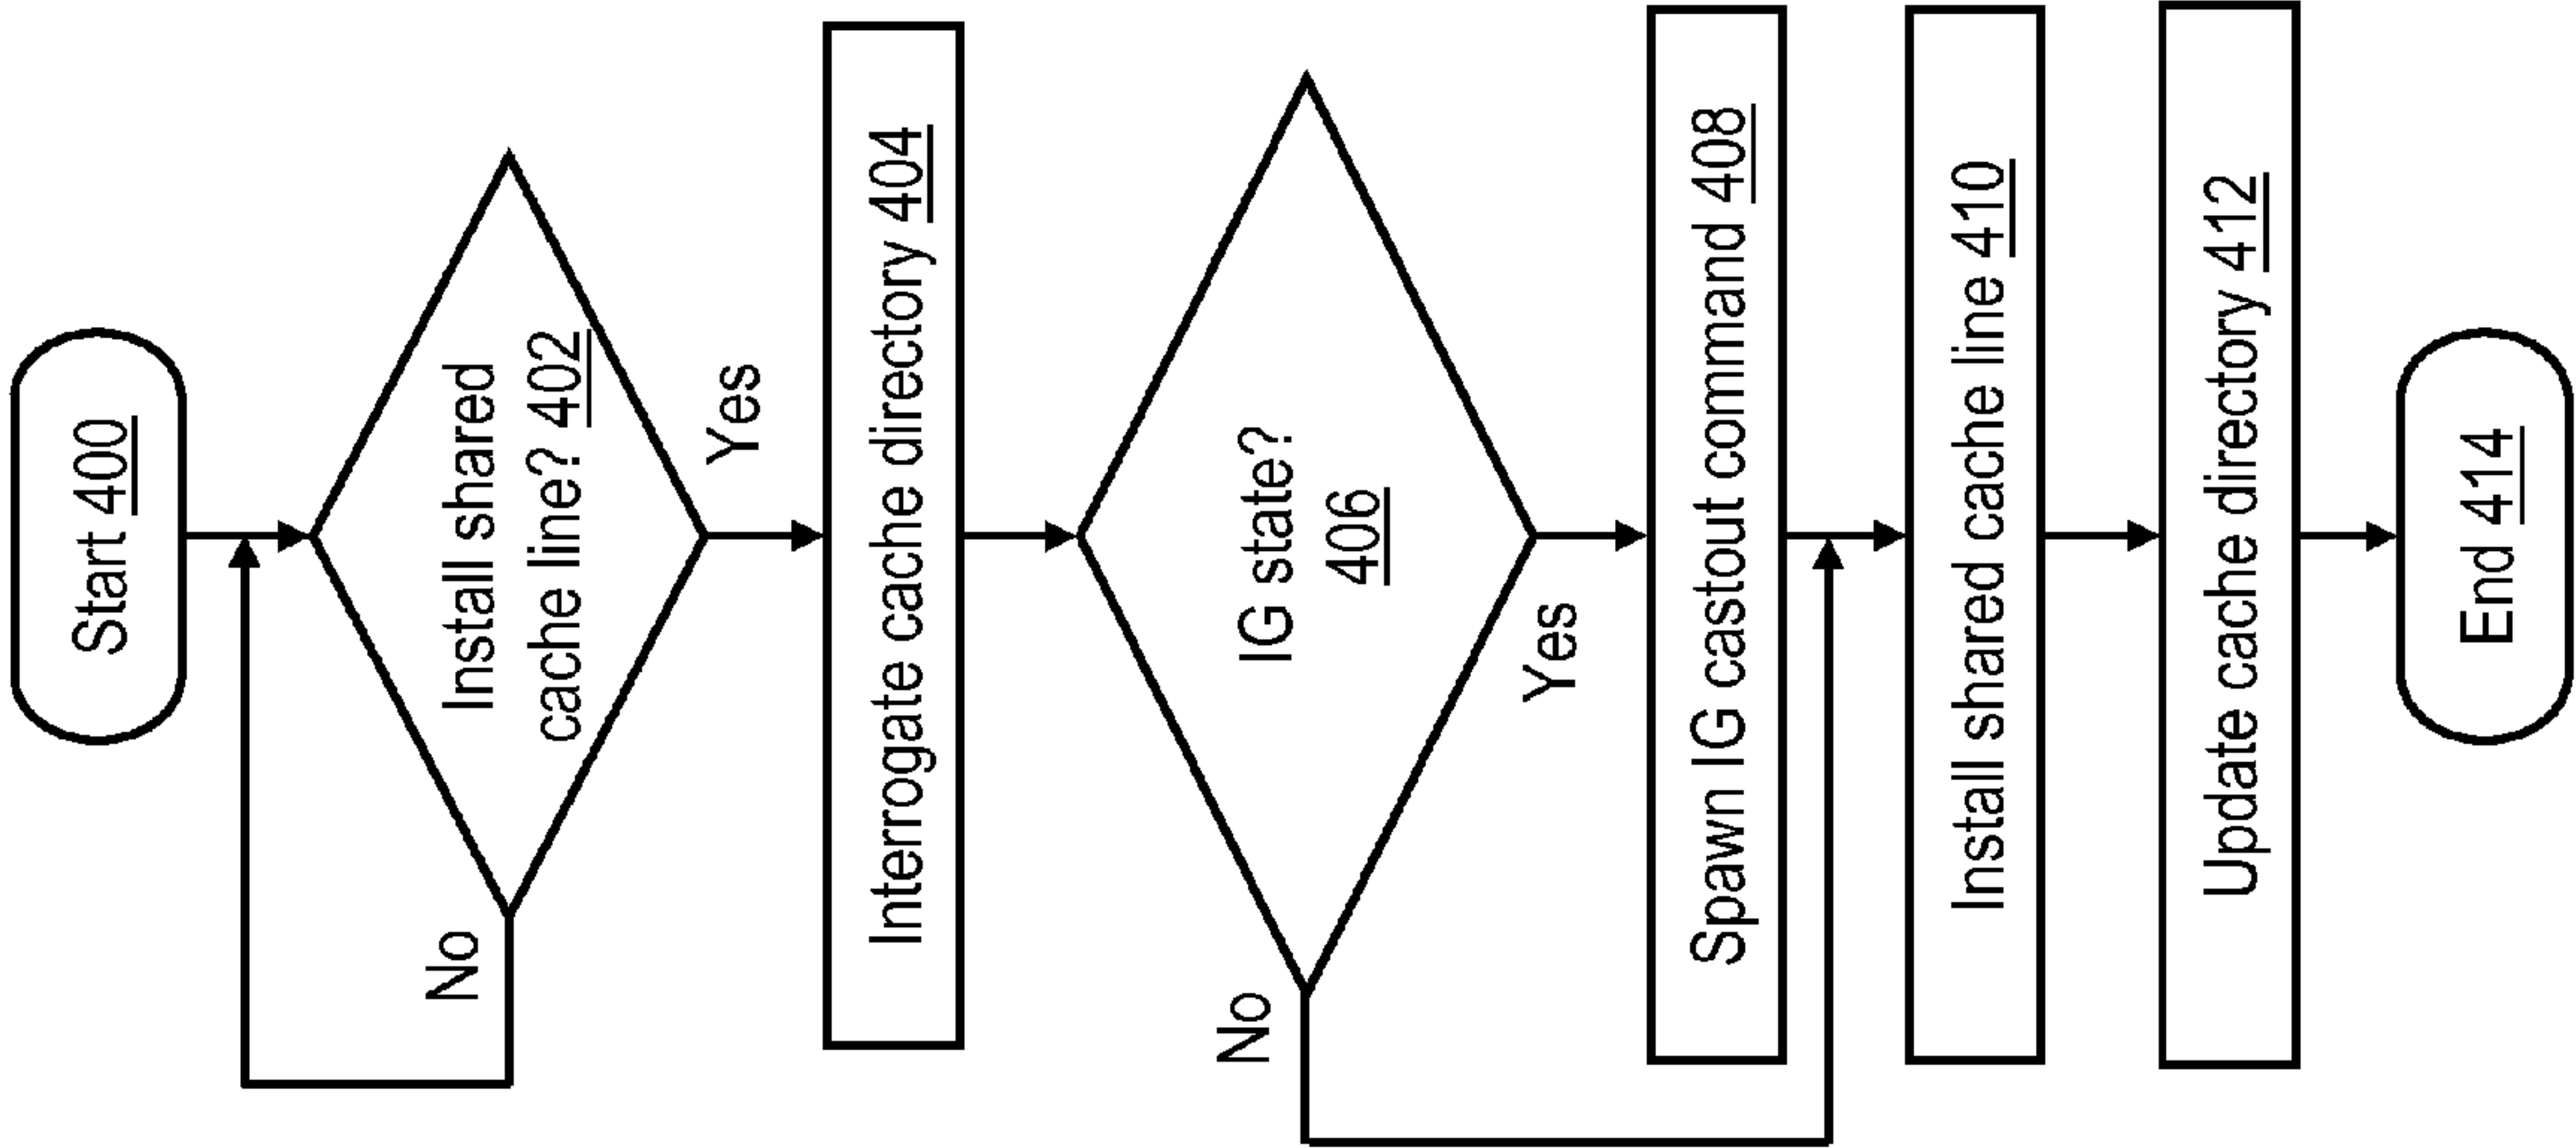 Start 400
Install shared
cache line? 402
No
Yes
Interrogate cache directory 404
IG state?
406
No
Yes
Spawn IG castout command 408
Install shared cache line 410
Update cache directory 412
End 414